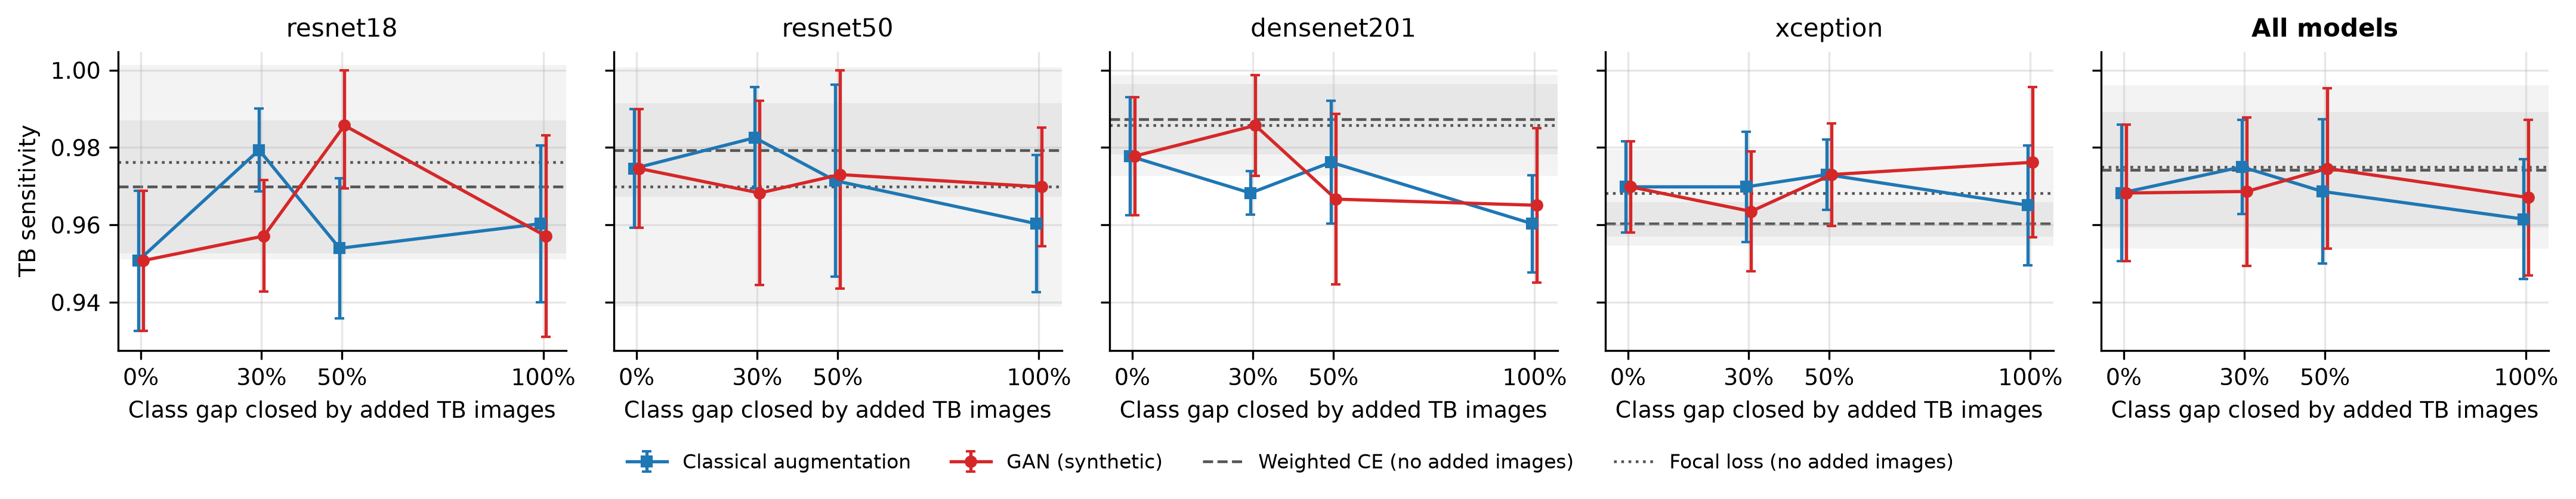 resnet18
resnet50
densenet201
xception
All models
TB sensitivity
1.00
0.98
0.96
0.94
0% 30% 50% 100%
0% 30% 50% 100%
0% 30% 50% 100%
0% 30% 50% 100%
0% 30% 50% 100%
Class gap closed by added TB images
Class gap closed by added TB images
Class gap closed by added TB images
Class gap closed by added TB images
Class gap closed by added TB images
Classical augmentation
GAN (synthetic)
Weighted CE (no added images)
Focal loss (no added images)